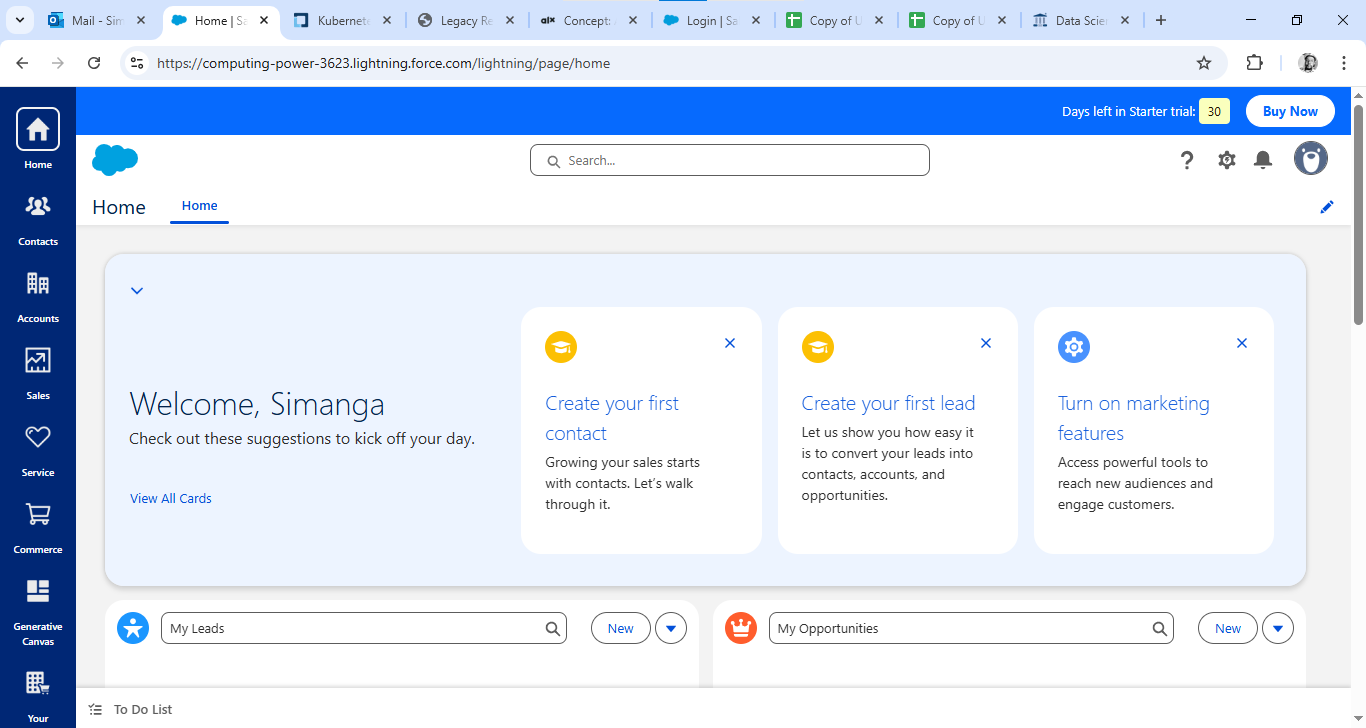 Mail - Sim
Home | Sa
Kubernete
Legacy Re
alx Concept: A
Login | Sa
Copy of U
Copy of U
Data Scien
https://computing-power-3623.lightning.force.com/lightning/page/home
Days left in Starter trial: 30
Buy Now
Search...
Home
Home
Home
Contacts
Accounts
Sales
Service
Commerce
Generative
Canvas
Your
Welcome, Simanga
Check out these suggestions to kick off your day.
View All Cards
Create your first
contact
Growing your sales starts
with contacts. Let's walk
through it.
Create your first lead
Let us show you how easy it
is to convert your leads into
contacts, accounts, and
opportunities.
Turn on marketing
features
Access powerful tools to
reach new audiences and
engage customers.
My Leads
New
My Opportunities
New
To Do List